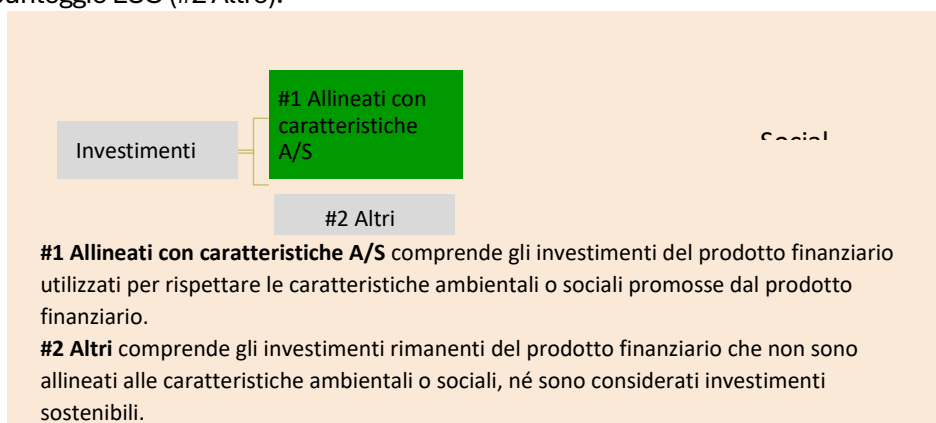 #1 Allineati con
caratteristiche
A/S
Investimenti
#2 Altri
#1 Allineati con caratteristiche A/S comprende gli investimenti del prodotto finanziario
utilizzati per rispettare le caratteristiche ambientali o sociali promosse dal prodotto
finanziario.
#2 Altri comprende gli investimenti rimanenti del prodotto finanziario che non sono
allineati alle caratteristiche ambientali o sociali, né sono considerati investimenti
sostenibili.